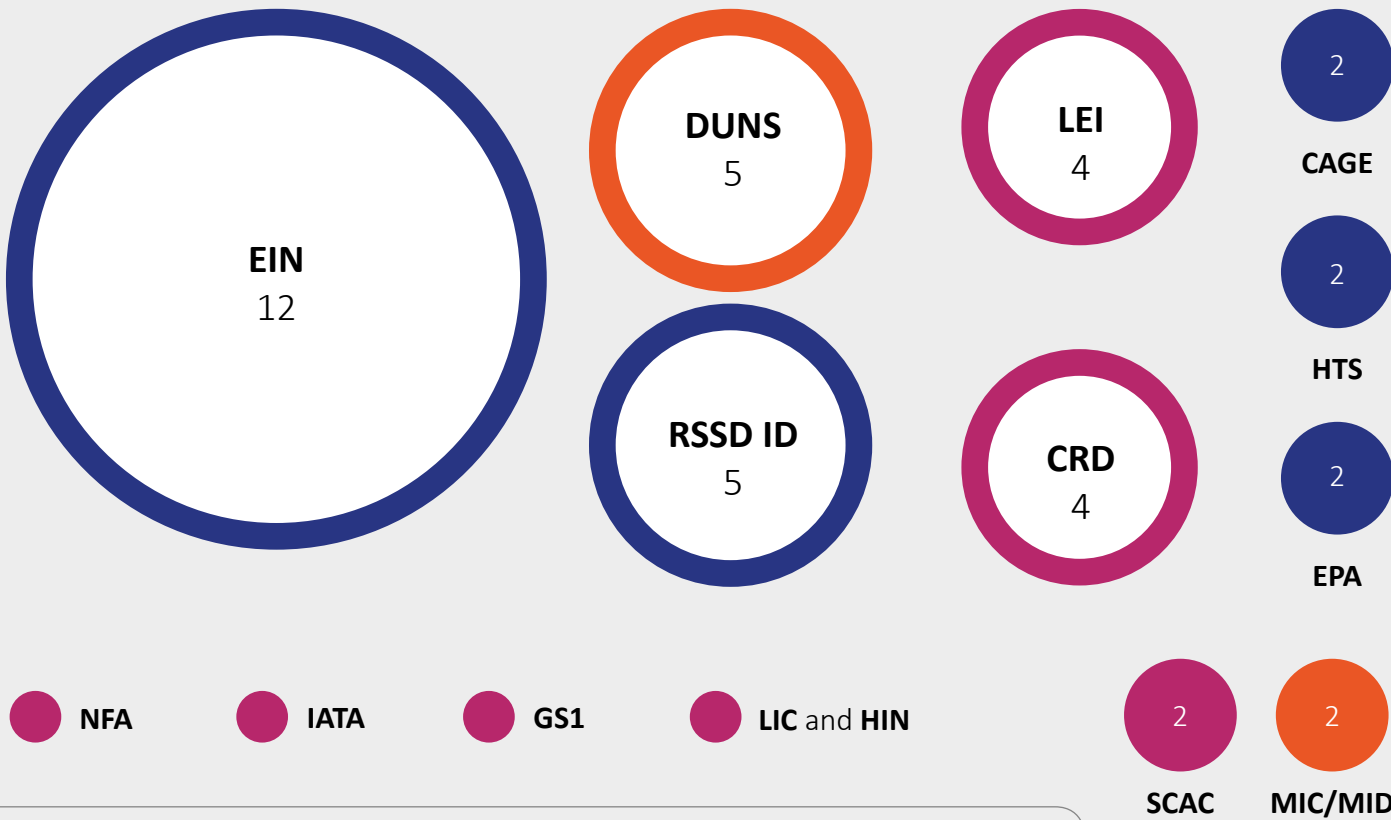 EIN
12
DUNS
5
RSSD ID
5
LEI
4
CRD
4
2
CAGE
2
HTS
2
EPA
NFA
IATA
GS1
LIC and HIN
2
SCAC
2
MIC/MID